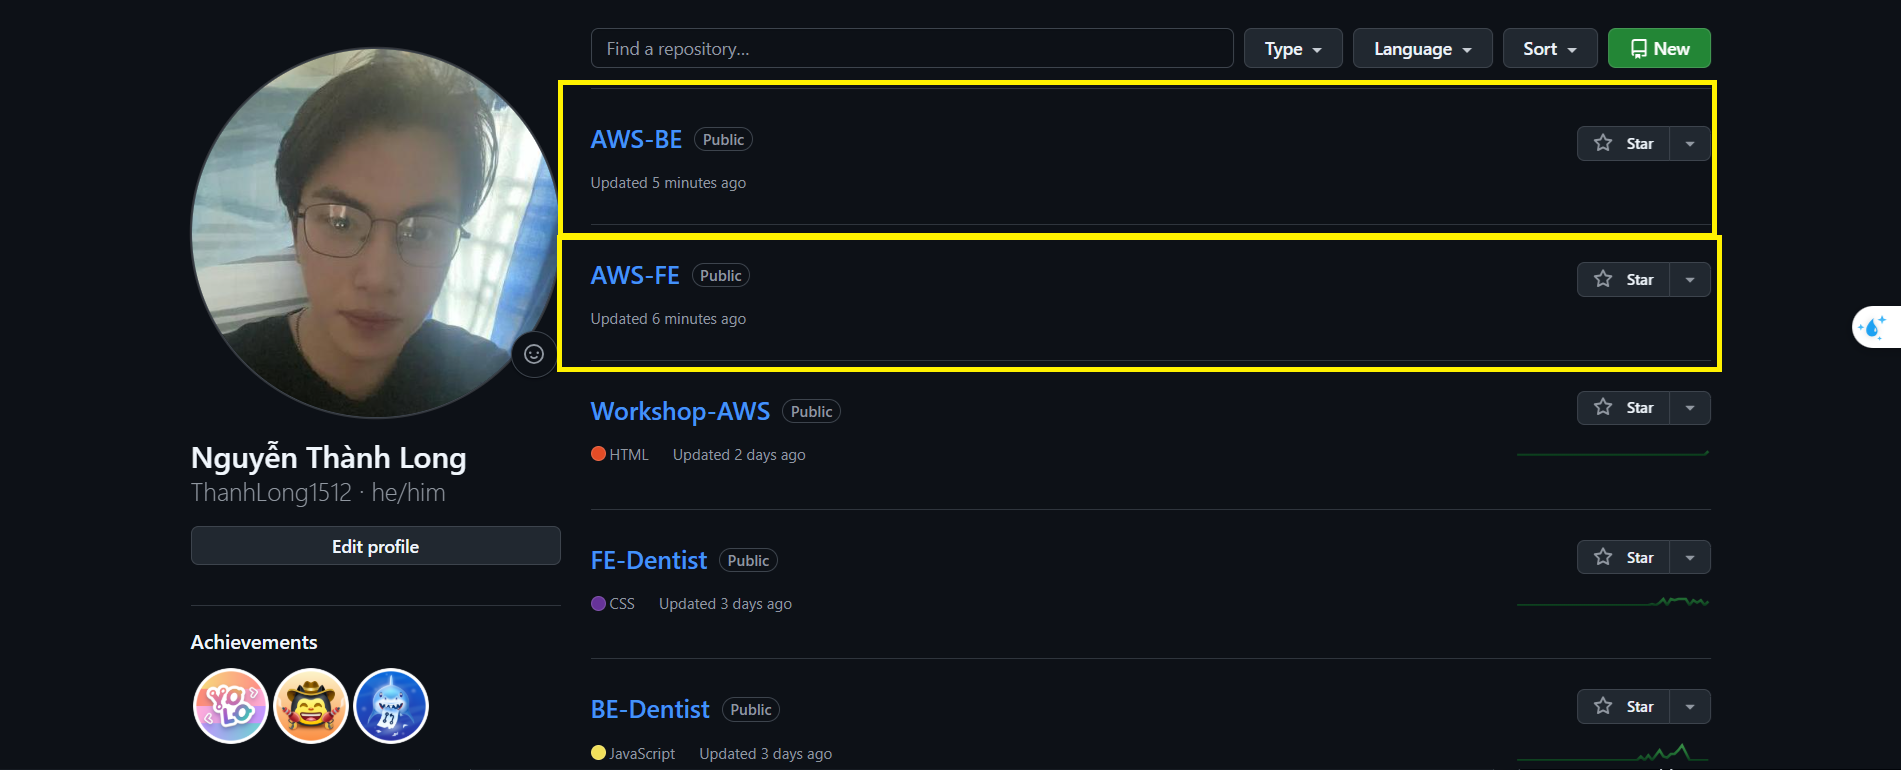 Find a repository...
Type
Language
Sort
New
AWS-BE Public
Star
Updated 5 minutes ago
AWS-FE Public
Star
Updated 6 minutes ago
Workshop-AWS Public
Star
HTML Updated 2 days ago
FE-Dentist Public
Star
CSS Updated 3 days ago
BE-Dentist Public
Star
JavaScript Updated 3 days ago
Nguyễn Thành Long
ThanhLong1512 · he/him
Edit profile
Achievements
YOLO